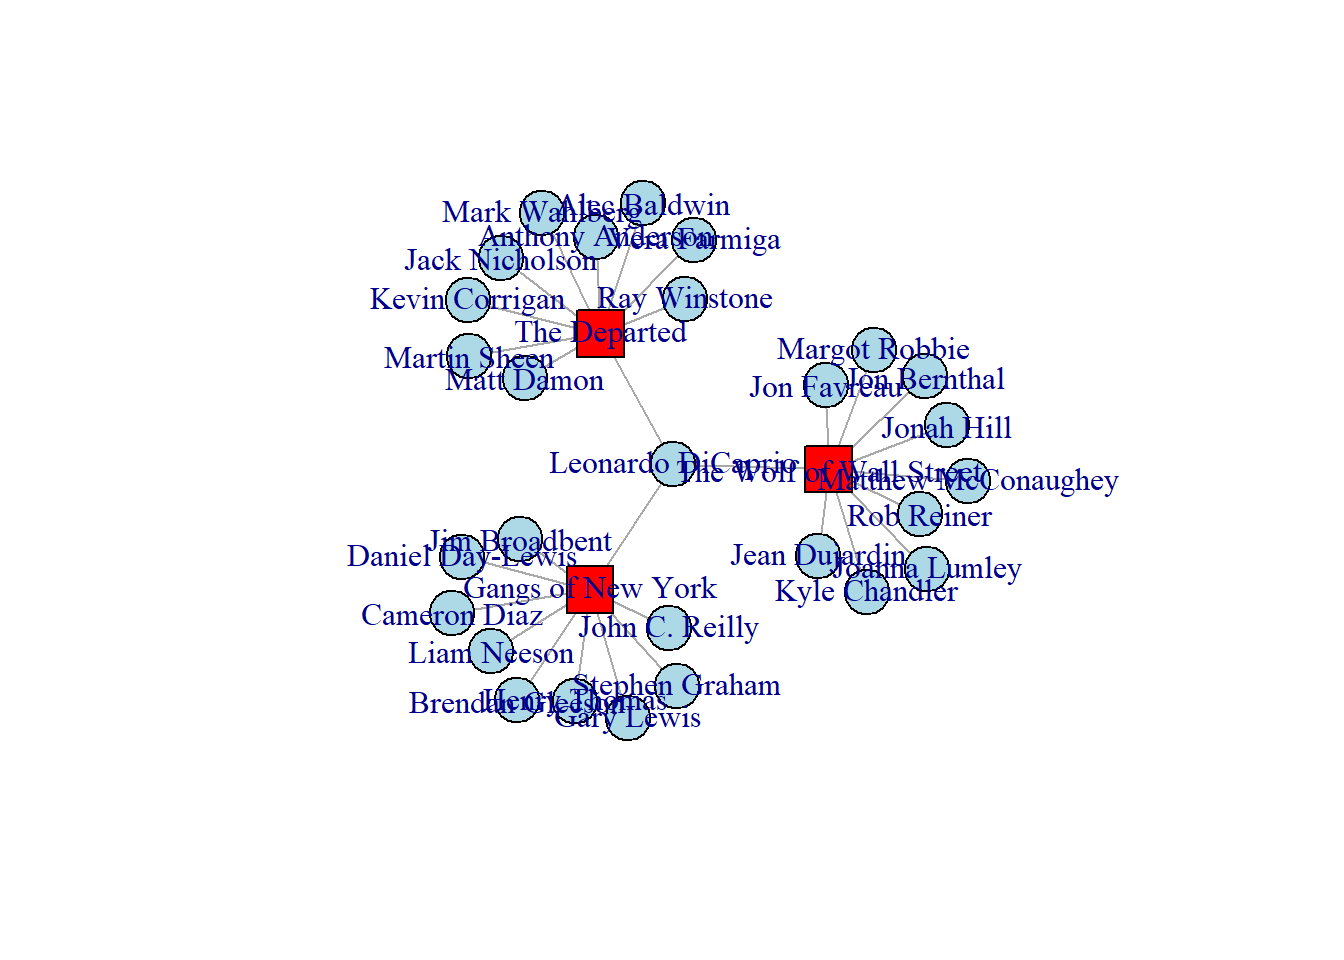 Mark Wahlberg
Alec Baldwin
Anthony Anderson
Vera Farmiga
Jack Nicholson
Kevin Corrigan
Ray Winstone
The Departed
Martin Sheen
Matt Damon
Margot Robbie
Jon Bernthal
Jon Favreau
Jonah Hill
Leonardo DiCaprio
The Wolf of Wall Street
Matthew McConaughey
Rob Reiner
Jim Broadbent
Daniel Day-Lewis
Jean Dujardin
Joanna Lumley
Kyle Chandler
Gangs of New York
Cameron Diaz
John C. Reilly
Liam Neeson
Stephen Graham
Brendan Gleeson
Henry Thomas
Gary Lewis